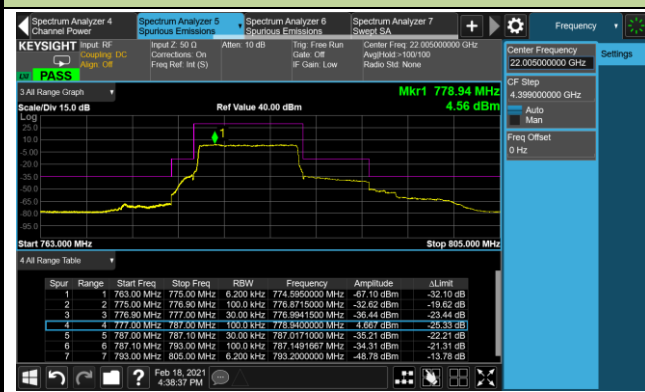 Spectrum Analyzer 4
Channel Power
Spectrum Analyzer 5
Spurious Emissions
Spectrum Analyzer 6
Spurious Emissions
Spectrum Analyzer 7
Swept SA
+
Frequency
KEYSIGHT
Input: RF
Coupling: DC
Align: Off
Input Z: 50 Ω
Corrections: On
Freq Ref: Int (S)
Atten: 10 dB
Trig: Free Run
Gate: Off
IF Gain: Low
Center Freq: 22.005000000 GHz
Avg|Hold:>100/100
Radio Std: None
PASS
Center Frequency
22.005000000 GHz
Settings
CF Step
4.399000000 GHz
Auto
Man
Freq Offset
0 Hz
3 All Range Graph
Mkr1 778.94 MHz
4.56 dBm
Scale/Div 15.0 dB
Ref Value 40.00 dBm
Log
25.0
10.0
-5.00
-20.0
-35.0
-50.0
-65.0
-80.0
-95.0
1
Start 763.000 MHz
Stop 805.000 MHz
4 All Range Table
Spur Range Start Freq Stop Freq RBW Frequency Amplitude ΔLimit
1 1 763.00 MHz 775.00 MHz 6.200 kHz 774.5950000 MHz -67.10 dBm -32.10 dB
2 2 775.00 MHz 776.90 MHz 100.0 kHz 776.8715000 MHz -32.62 dBm -19.62 dB
3 3 776.90 MHz 777.00 MHz 30.00 kHz 776.9941500 MHz -36.44 dBm -23.44 dB
4 4 777.00 MHz 787.00 MHz 100.0 kHz 778.9400000 MHz 4.667 dBm -25.33 dB
5 5 787.00 MHz 787.10 MHz 30.00 kHz 787.0171000 MHz -35.21 dBm -22.21 dB
6 6 787.10 MHz 793.00 MHz 100.0 kHz 787.1491667 MHz -34.31 dBm -21.31 dB
7 7 793.00 MHz 805.00 MHz 6.200 kHz 793.2000000 MHz -48.78 dBm -13.78 dB
?
Feb 18, 2021
4:38:37 PM